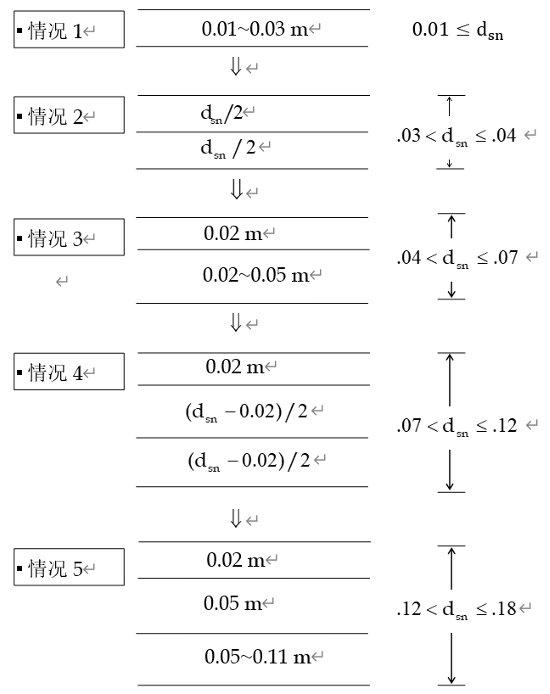 ▪ 情况 1↵ 0.01~0.03 m↵ 0.01 ≤ dsn
⇓↵
▪ 情况 2↵ dsn/2
dsn / 2↵ .03 < dsn ≤ .04 ↵
⇓↵
▪ 情况 3↵ 0.02 m↵
↵ 0.02~0.05 m↵ .04 < dsn ≤ .07 ↵
⇓↵
▪ 情况 4↵ 0.02 m↵
(dsn − 0.02) / 2↵ .07 < dsn ≤ .12 ↵
(dsn − 0.02) / 2↵
⇓↵
▪ 情况 5↵ 0.02 m↵
0.05 m↵ .12 < dsn ≤ .18↵
0.05~0.11 m↵